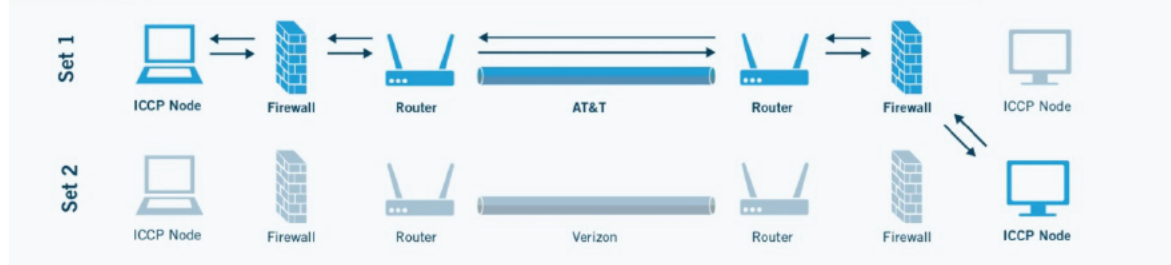 Set 1
ICCP Node
Firewall
Router
AT&T
Router
Firewall
ICCP Node
Set 2
ICCP Node
Firewall
Router
Verizon
Router
Firewall
ICCP Node